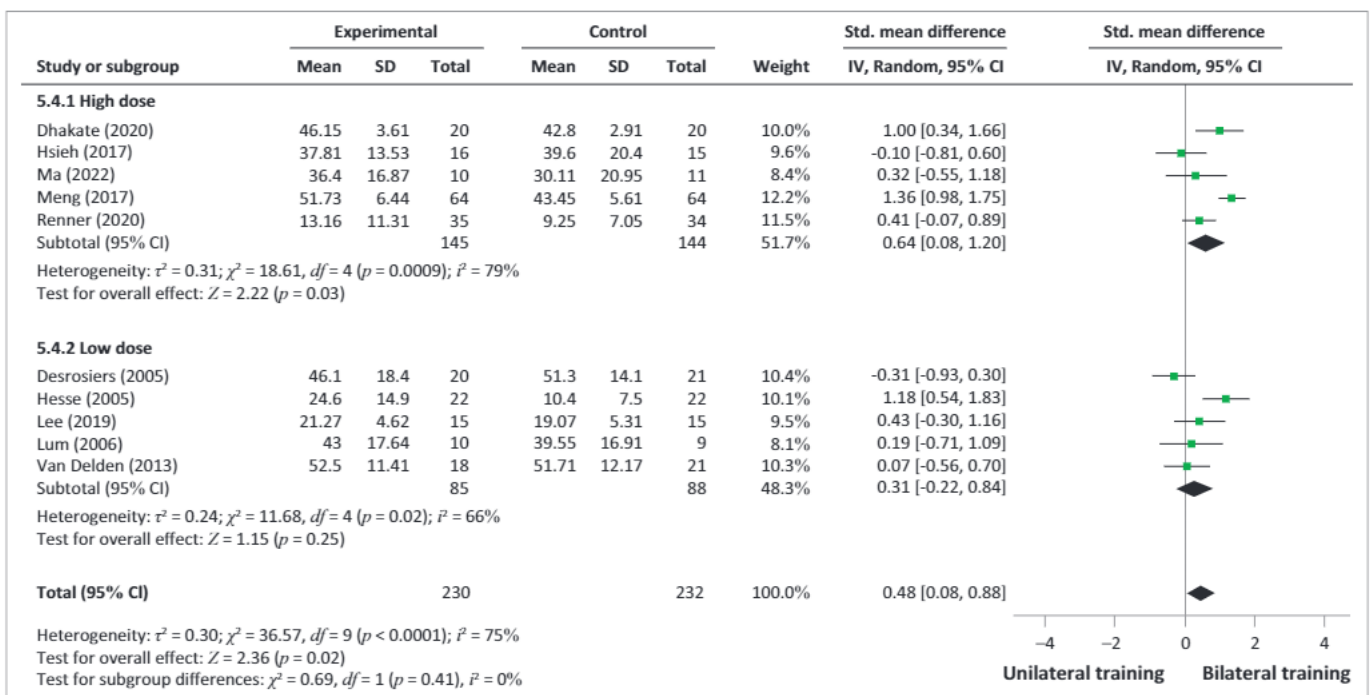 Experimental Control Std. mean difference Std. mean difference
Study or subgroup Mean SD Total Mean SD Total Weight IV, Random, 95% CI IV, Random, 95% CI
5.4.1 High dose
Dhakate (2020) 46.15 3.61 20 42.8 2.91 20 10.0% 1.00 [0.34, 1.66]
Hsieh (2017) 37.81 13.53 16 39.6 20.4 15 9.6% -0.10 [-0.81, 0.60]
Ma (2022) 36.4 16.87 10 30.11 20.95 11 8.4% 0.32 [-0.55, 1.18]
Meng (2017) 51.73 6.44 64 43.45 5.61 64 12.2% 1.36 [0.98, 1.75]
Renner (2020) 13.16 11.31 35 9.25 7.05 34 11.5% 0.41 [-0.07, 0.89]
Subtotal (95% CI) 145 144 51.7% 0.64 [0.08, 1.20]
Heterogeneity: τ² = 0.31; χ² = 18.61, df = 4 (p = 0.0009); i² = 79%
Test for overall effect: Z = 2.22 (p = 0.03)
5.4.2 Low dose
Desrosiers (2005) 46.1 18.4 20 51.3 14.1 21 10.4% -0.31 [-0.93, 0.30]
Hesse (2005) 24.6 14.9 22 10.4 7.5 22 10.1% 1.18 [0.54, 1.83]
Lee (2019) 21.27 4.62 15 19.07 5.31 15 9.5% 0.43 [-0.30, 1.16]
Lum (2006) 43 17.64 10 39.55 16.91 9 8.1% 0.19 [-0.71, 1.09]
Van Delden (2013) 52.5 11.41 18 51.71 12.17 21 10.3% 0.07 [-0.56, 0.70]
Subtotal (95% CI) 85 88 48.3% 0.31 [-0.22, 0.84]
Heterogeneity: τ² = 0.24; χ² = 11.68, df = 4 (p = 0.02); i² = 66%
Test for overall effect: Z = 1.15 (p = 0.25)
Total (95% Cl) 230 232 100.0% 0.48 [0.08, 0.88]
Heterogeneity: τ² = 0.30; χ² = 36.57, df = 9 (p < 0.0001); i² = 75%
Test for overall effect: Z = 2.36 (p = 0.02)
Test for subgroup differences: χ² = 0.69, df = 1 (p = 0.41), i² = 0%
−4 −2 0 2 4
Unilateral training Bilateral training